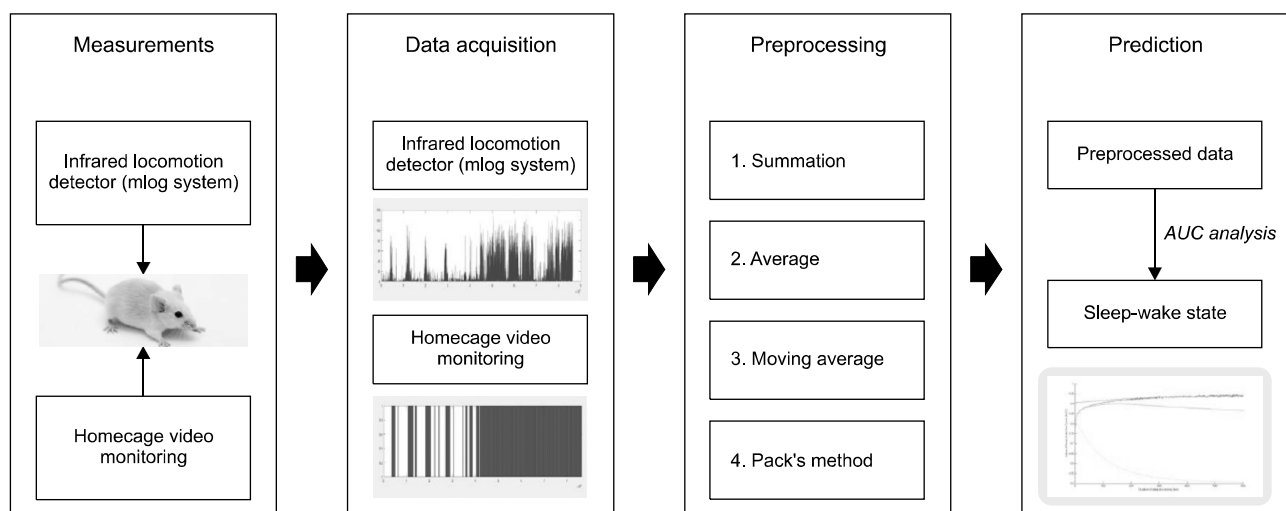 Measurements
Infrared locomotion
detector (mlog system)
Homecage video
monitoring
Data acquisition
Infrared locomotion
detector (mlog system)
Homecage video
monitoring
Preprocessing
1. Summation
2. Average
3. Moving average
4. Pack's method
Prediction
Preprocessed data
AUC analysis
Sleep-wake state